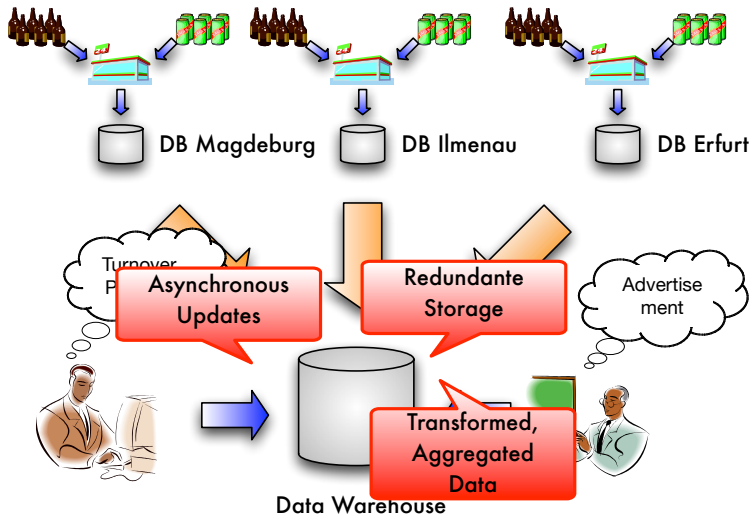 DB Magdeburg
DB Ilmenau
DB Erfurt
Turnover
P
Asynchronous
Updates
Redundante
Storage
Advertise
ment
Transformed,
Aggregated
Data
Data Warehouse